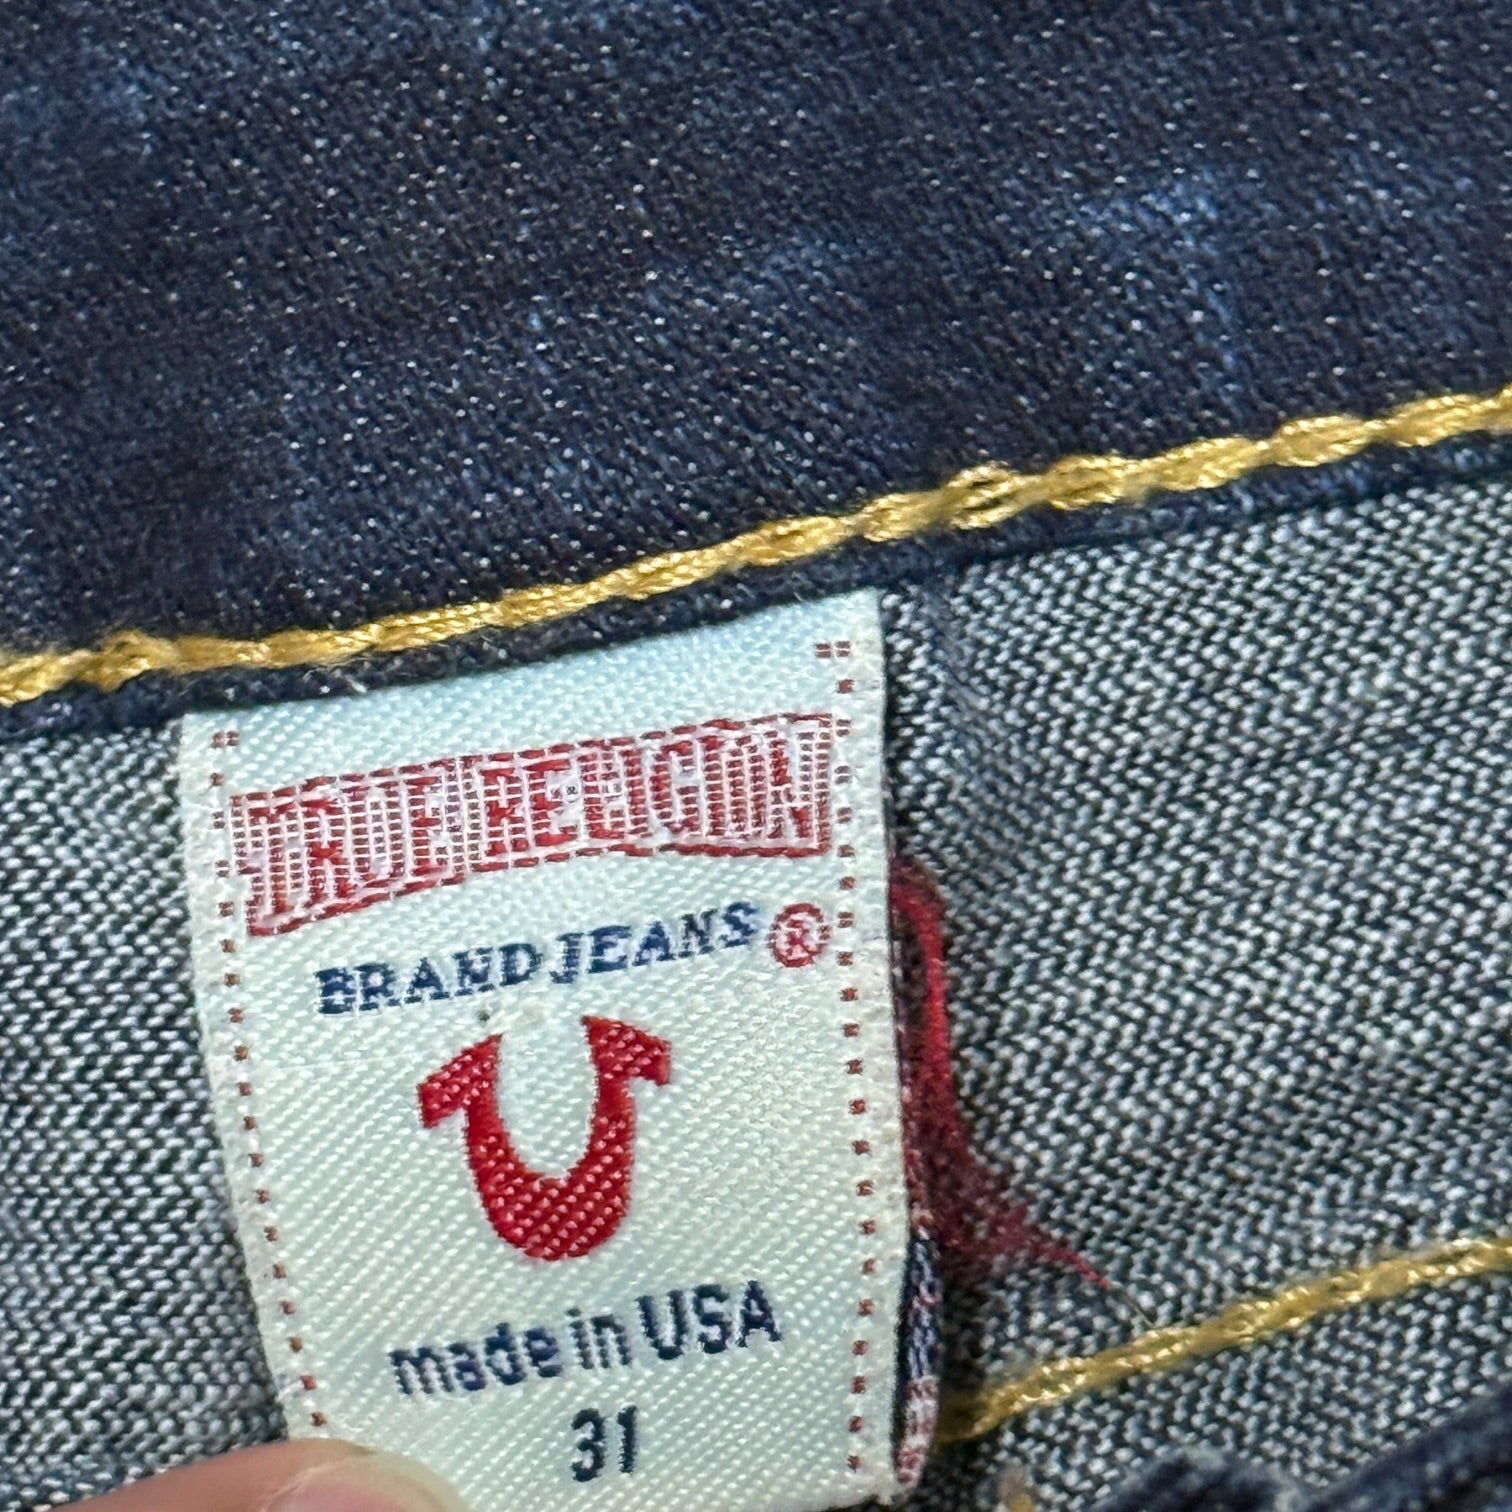 TRUE RELIGION
BRAND JEANS ®
made in USA
31